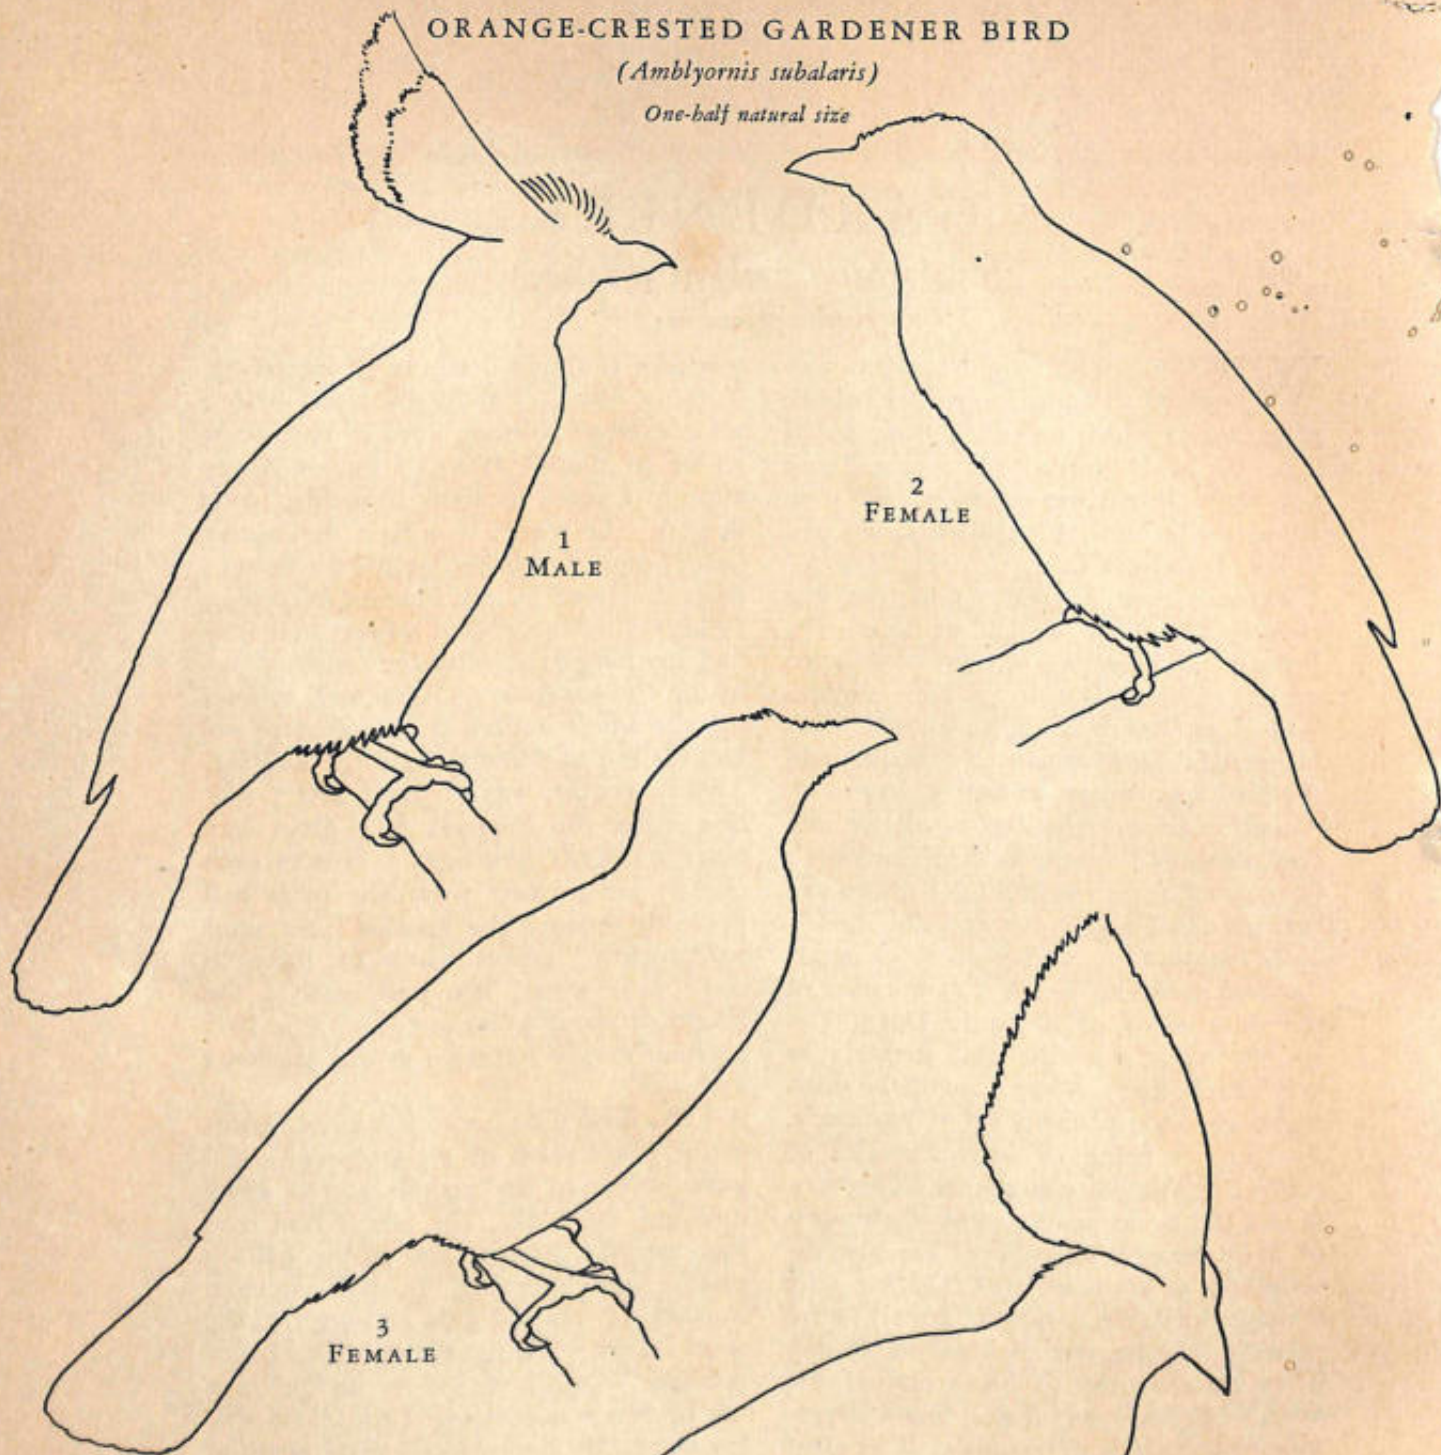 ORANGE-CRESTED GARDENER BIRD
(Amblyornis subalaris)
One-half natural size
1
MALE
2
FEMALE
3
FEMALE